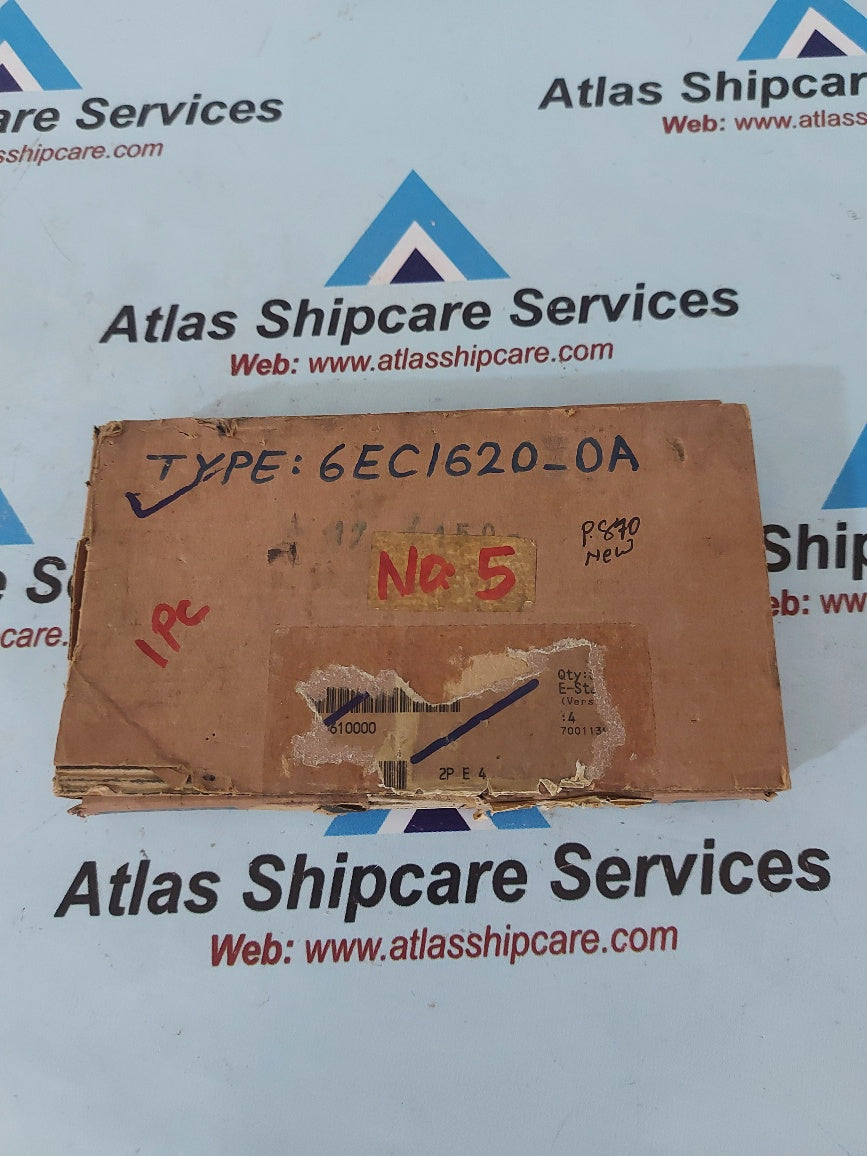 are Services
sshipcare.com
Atlas Shipcar
Web: www.atlass
Atlas Shipcare Services
Web: www.atlasshipcare.com
TYPE: 6EC1620-0A
P.870
New
No 5
1PC
Qty:
E-Sta
(Vers
:4
610000
700113
2P E 4
e S
care.
Ship
eb: ww
Atlas Shipcare Services
Web: www.atlasshipcare.com